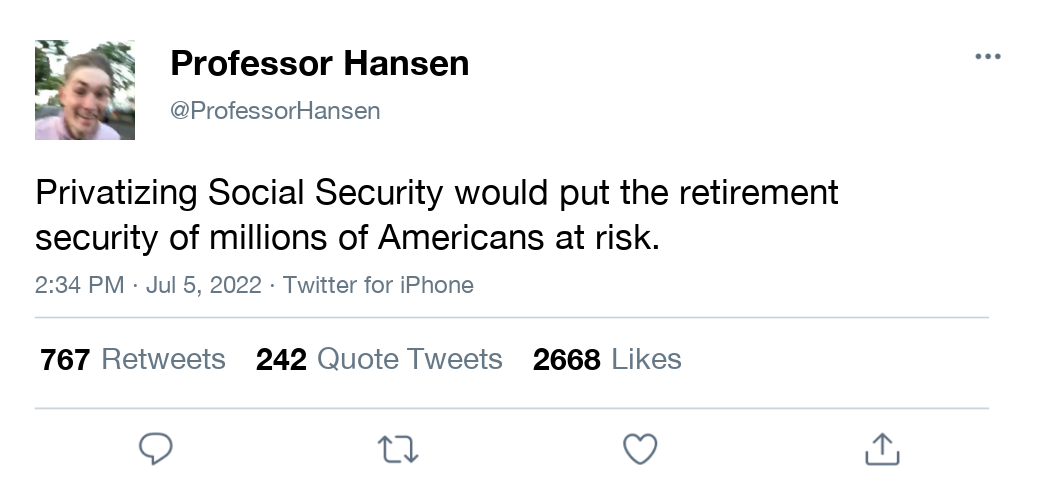 Professor Hansen
@ProfessorHansen
Privatizing Social Security would put the retirement
security of millions of Americans at risk.
2:34 PM · Jul 5, 2022 · Twitter for iPhone
767 Retweets 242 Quote Tweets 2668 Likes